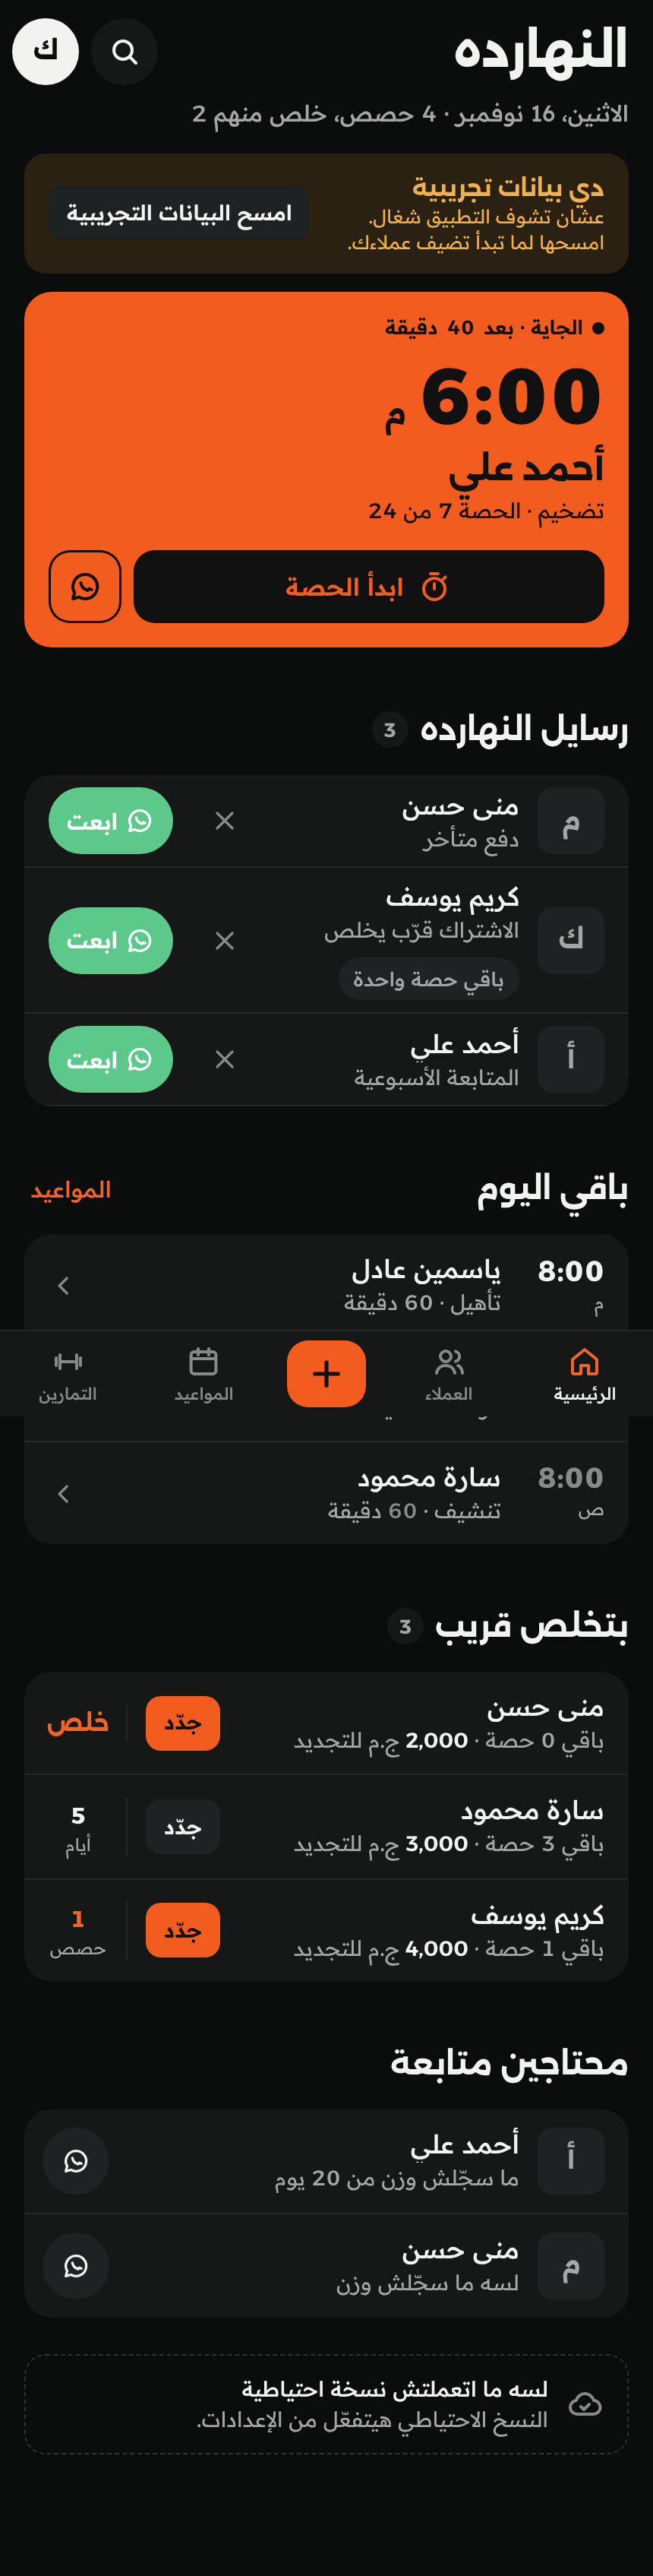 النهارده
ك
الاثنين، 16 نوفمبر · 4 حصص، خلص منهم 2
دي بيانات تجريبية
عشان تشوف التطبيق شغال.
امسحها لما تبدأ تضيف عملاءك.
امسح البيانات التجريبية
الجاية · بعد 40 دقيقة
6:00 م
أحمد علي
تضخيم · الحصة 7 من 24
ابدأ الحصة
رسايل النهارده 3
م
منى حسن
دفع متأخر
ابعت
ك
كريم يوسف
الاشتراك قرّب يخلص
باقي حصة واحدة
ابعت
أ
أحمد علي
المتابعة الأسبوعية
ابعت
باقي اليوم
المواعيد
8:00
م
ياسمين عادل
تأهيل · 60 دقيقة
الرئيسية
العملاء
المواعيد
التمارين
8:00
ص
سارة محمود
تنشيف · 60 دقيقة
بتخلص قريب 3
منى حسن
باقي 0 حصة · 2,000 ج.م للتجديد
جدّد
خلص
سارة محمود
باقي 3 حصة · 3,000 ج.م للتجديد
جدّد
5
أيام
كريم يوسف
باقي 1 حصة · 4,000 ج.م للتجديد
جدّد
1
حصص
محتاجين متابعة
أ
أحمد علي
ما سجّلش وزن من 20 يوم
م
منى حسن
لسه ما سجّلش وزن
لسه ما اتعملتش نسخة احتياطية
النسخ الاحتياطي هيتفعّل من الإعدادات.